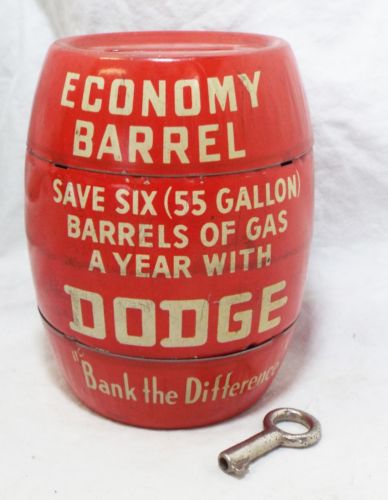 ECONOMY
BARREL
SAVE SIX (55 GALLON)
BARRELS OF GAS
A YEAR WITH
DODGE
"Bank the Difference